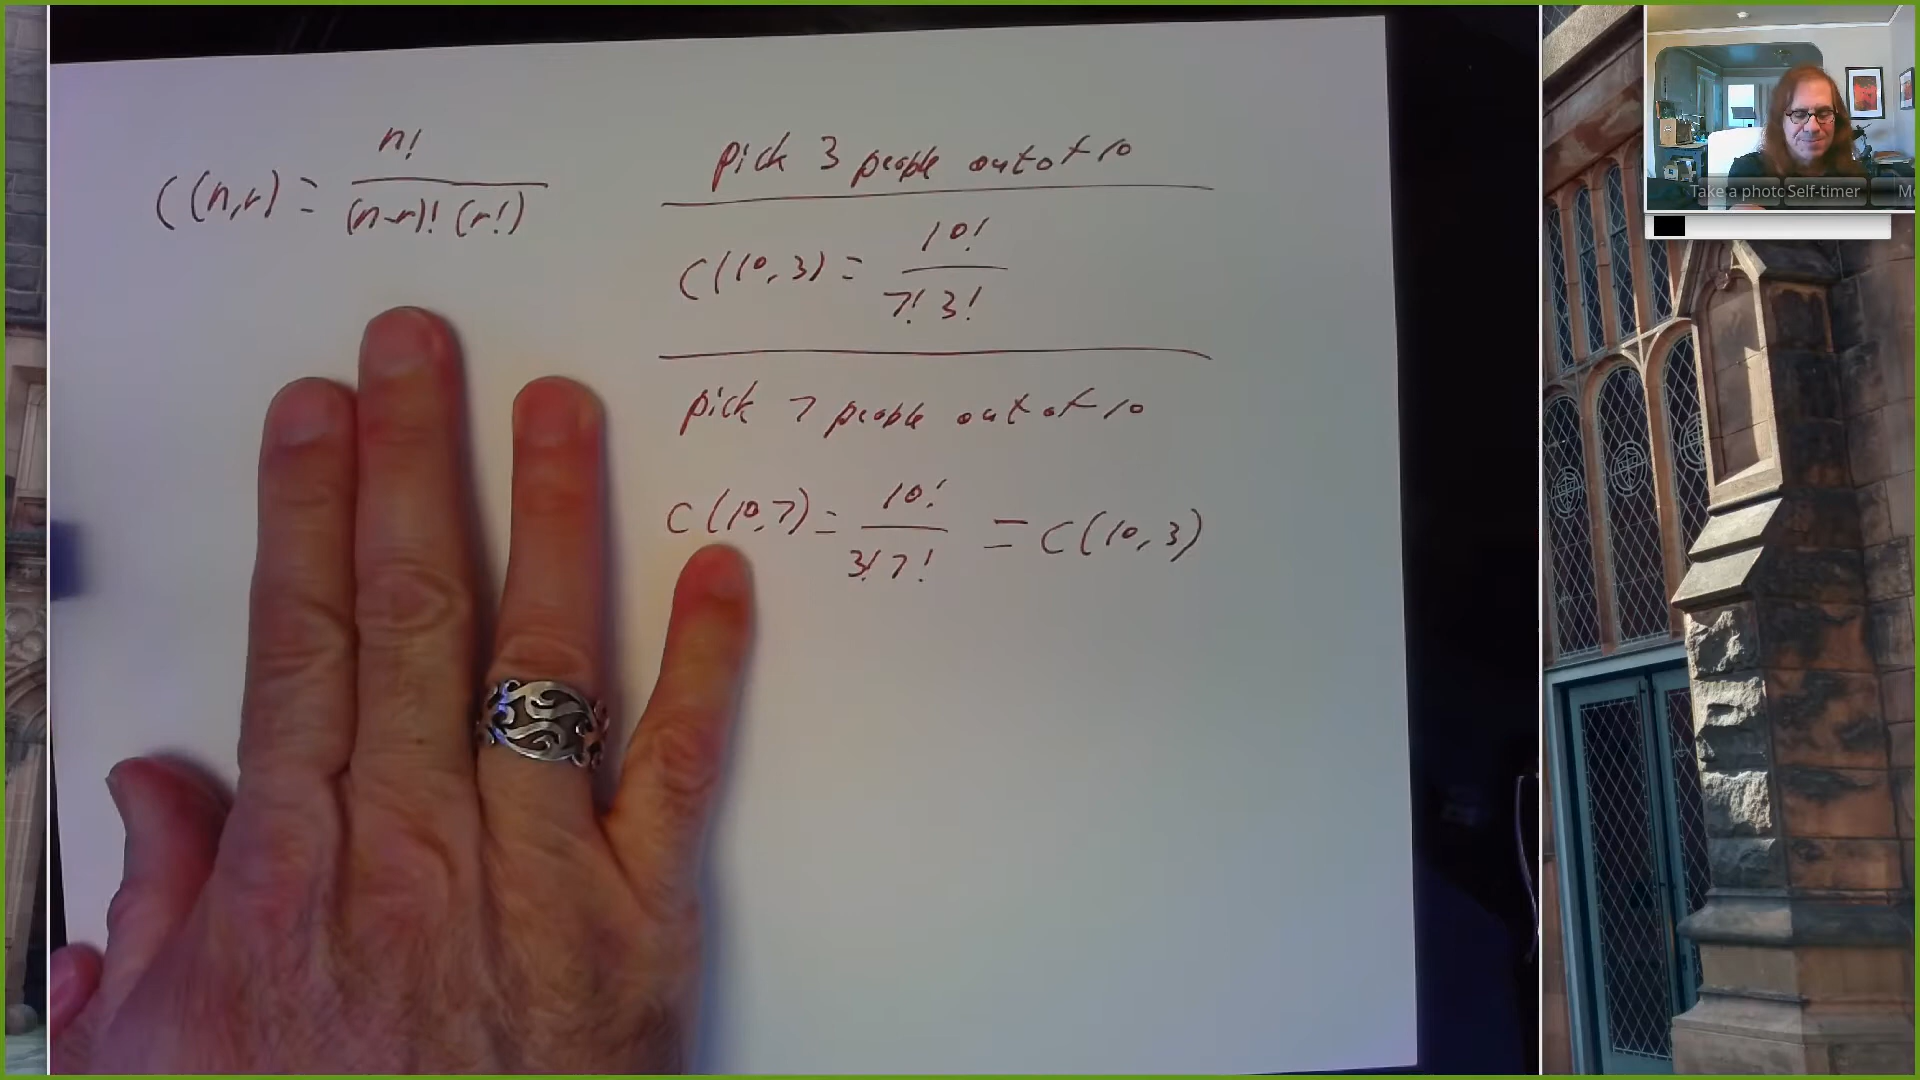 C(n,r) = n! / (n-r)! (r!)
pick 3 people out of 10
C(10,3) = 10! / 7! 3!
pick 7 people out of 10
C(10,7) = 10! / 3! 7! = C(10,3)
Take a photo Self-timer